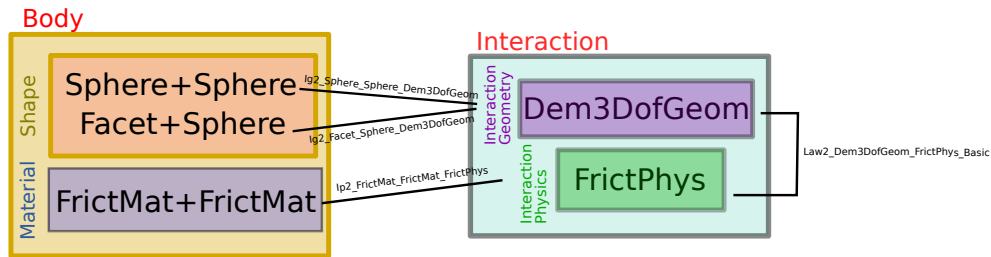 Body
Shape
Sphere+Sphere
Facet+Sphere
Material
FrictMat+FrictMat
Ig2_Sphere_Sphere_Dem3DofGeom
Ig2_Facet_Sphere_Dem3DofGeom
Ip2_FrictMat_FrictMat_FrictPhys
Interaction
Interaction
Geometry
Dem3DofGeom
Interaction
Physics
FrictPhys
Law2_Dem3DofGeom_FrictPhys_Basic